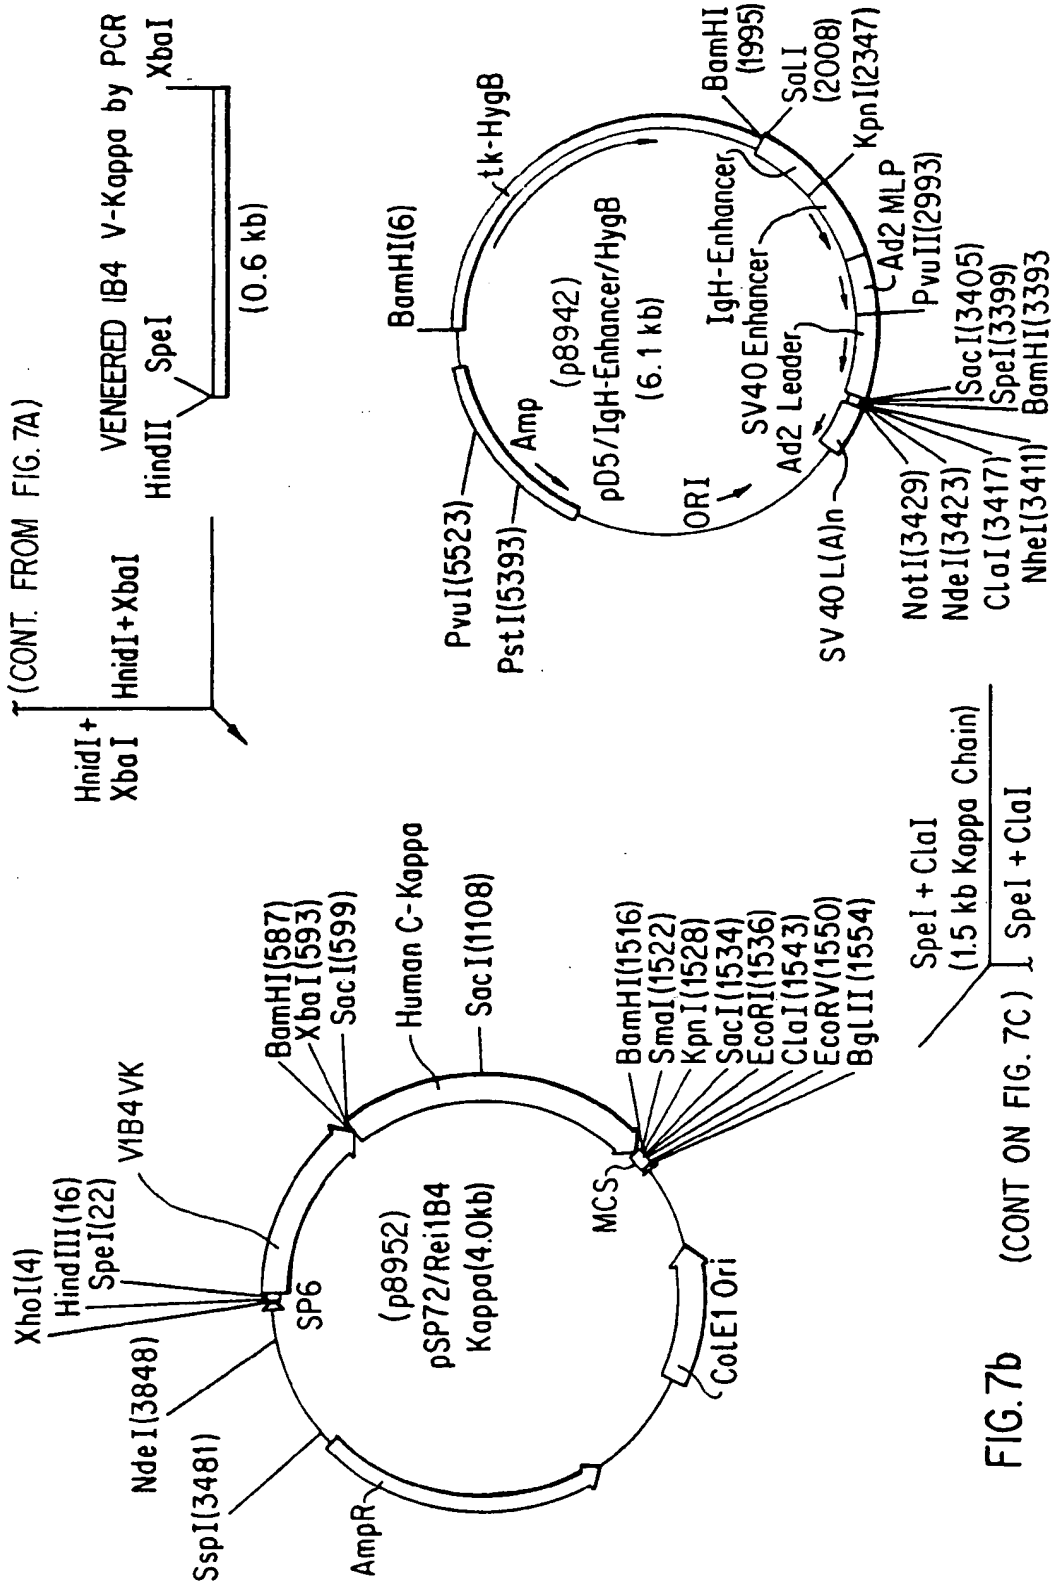 (CONT. FROM FIG. 7A)
HnidI+
XbaI
HnidI+XbaI
VENEERED 1B4 V-Kappa by PCR
HindII
SpeI
XbaI
(0.6 kb)
XhoI(4)
HindIII(16)
SpeI(22)
V1B4VK
NdeI(3848)
SspI(3481)
SP6
BamHI(587)
XbaI(593)
SacI(599)
Human C-Kappa
SacI(1108)
(p8952)
pSP72/Rei1B4
Kappa(4.0kb)
AmpR
MCS
ColE1 Ori
BamHI(1516)
SmaI(1522)
KpnI(1528)
SacI(1534)
EcoRI(1536)
ClaI(1543)
EcoRV(1550)
BglII(1554)
BamHI(6)
tk-HygB
PvuI(5523)
PstI(5393)
Amp
(p8942)
pD5/IgH-Enhancer/HygB
(6.1 kb)
IgH-Enhancer
SV40 Enhancer
Ad2 Leader
ORI
BamHI
(1995)
SalI
(2008)
KpnI(2347)
Ad2 MLP
PvuII(2993)
SacI(3405)
SpeI(3399)
BamHI(3393
SV40L(A)n
NotI(3429)
NdeI(3423)
ClaI(3417)
NheI(3411)
SpeI + ClaI
(1.5 kb Kappa Chain)
SpeI + ClaI
(CONT ON FIG. 7C)
FIG. 7b